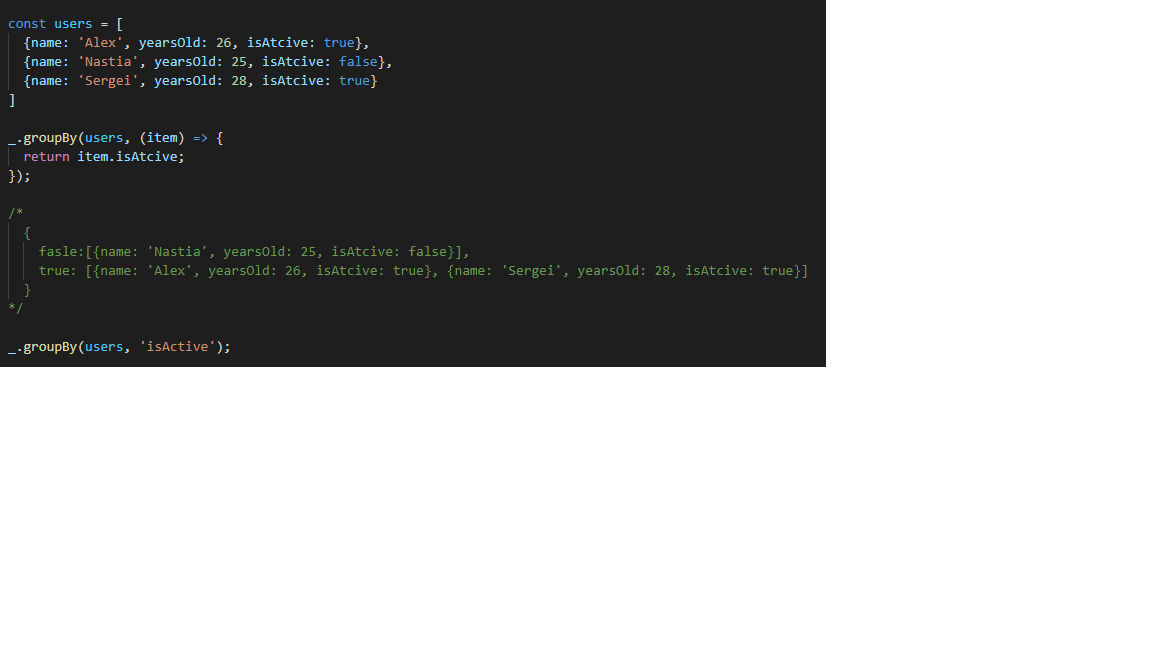 const users = [
  {name: 'Alex', yearsOld: 26, isAtcive: true},
  {name: 'Nastia', yearsOld: 25, isAtcive: false},
  {name: 'Sergei', yearsOld: 28, isAtcive: true}
]
_.groupBy(users, (item) => {
  return item.isAtcive;
});
/*
  {
    fasle:[{name: 'Nastia', yearsOld: 25, isAtcive: false}],
    true: [{name: 'Alex', yearsOld: 26, isAtcive: true}, {name: 'Sergei', yearsOld: 28, isAtcive: true}]
  }
*/
_.groupBy(users, 'isActive');